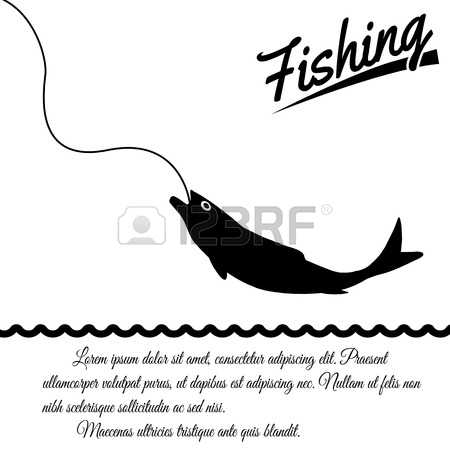 Fishing
123RF
Lorem ipsum dolor sit amet, consectetur adipiscing elit. Praesent
ullamcorper volutpat purus, ut dapibus est adipiscing nec. Nullam ut felis
nibh scelerisque sollicitudin ac sed nisi.
Maecenas ultricies tristique ante quis blandit.